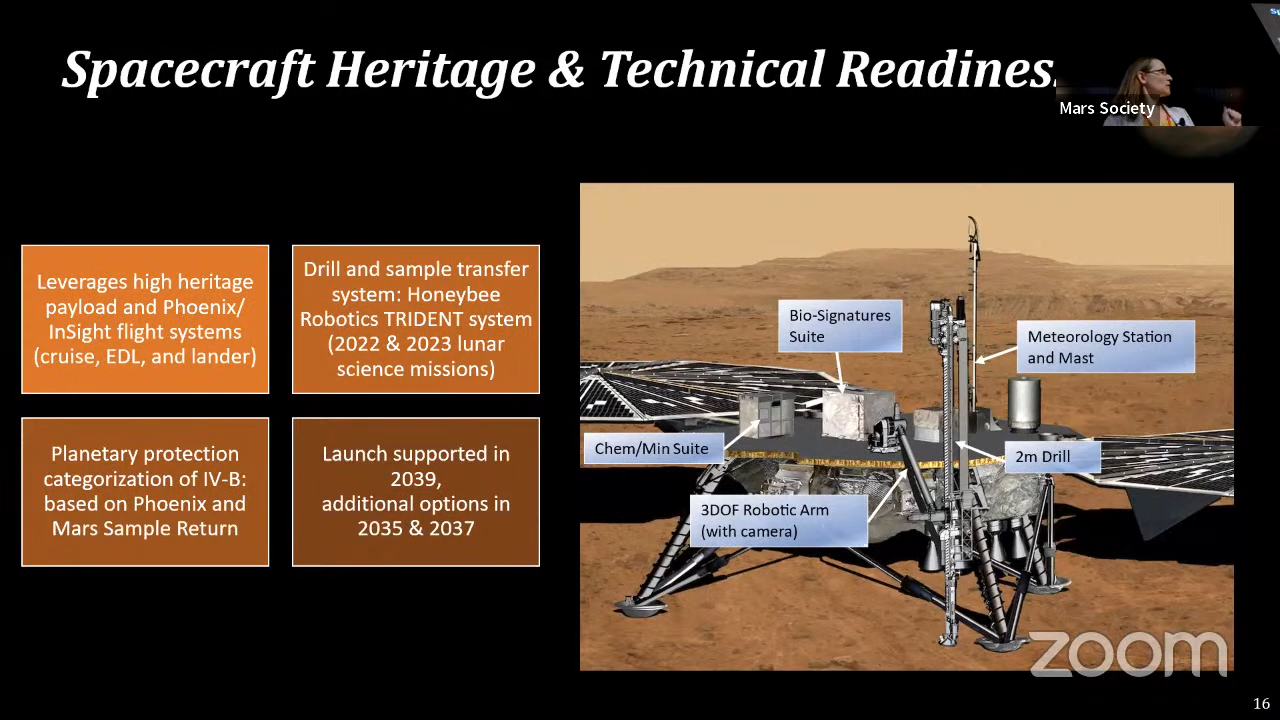 Spacecraft Heritage & Technical Readines
Mars Society
Leverages high heritage
payload and Phoenix/
InSight flight systems
(cruise, EDL, and lander)
Drill and sample transfer
system: Honeybee
Robotics TRIDENT system
(2022 & 2023 lunar
science missions)
Planetary protection
categorization of IV-B:
based on Phoenix and
Mars Sample Return
Launch supported in
2039,
additional options in
2035 & 2037
Bio-Signatures
Suite
Meteorology Station
and Mast
Chem/Min Suite
2m Drill
3DOF Robotic Arm
(with camera)
zoom
16